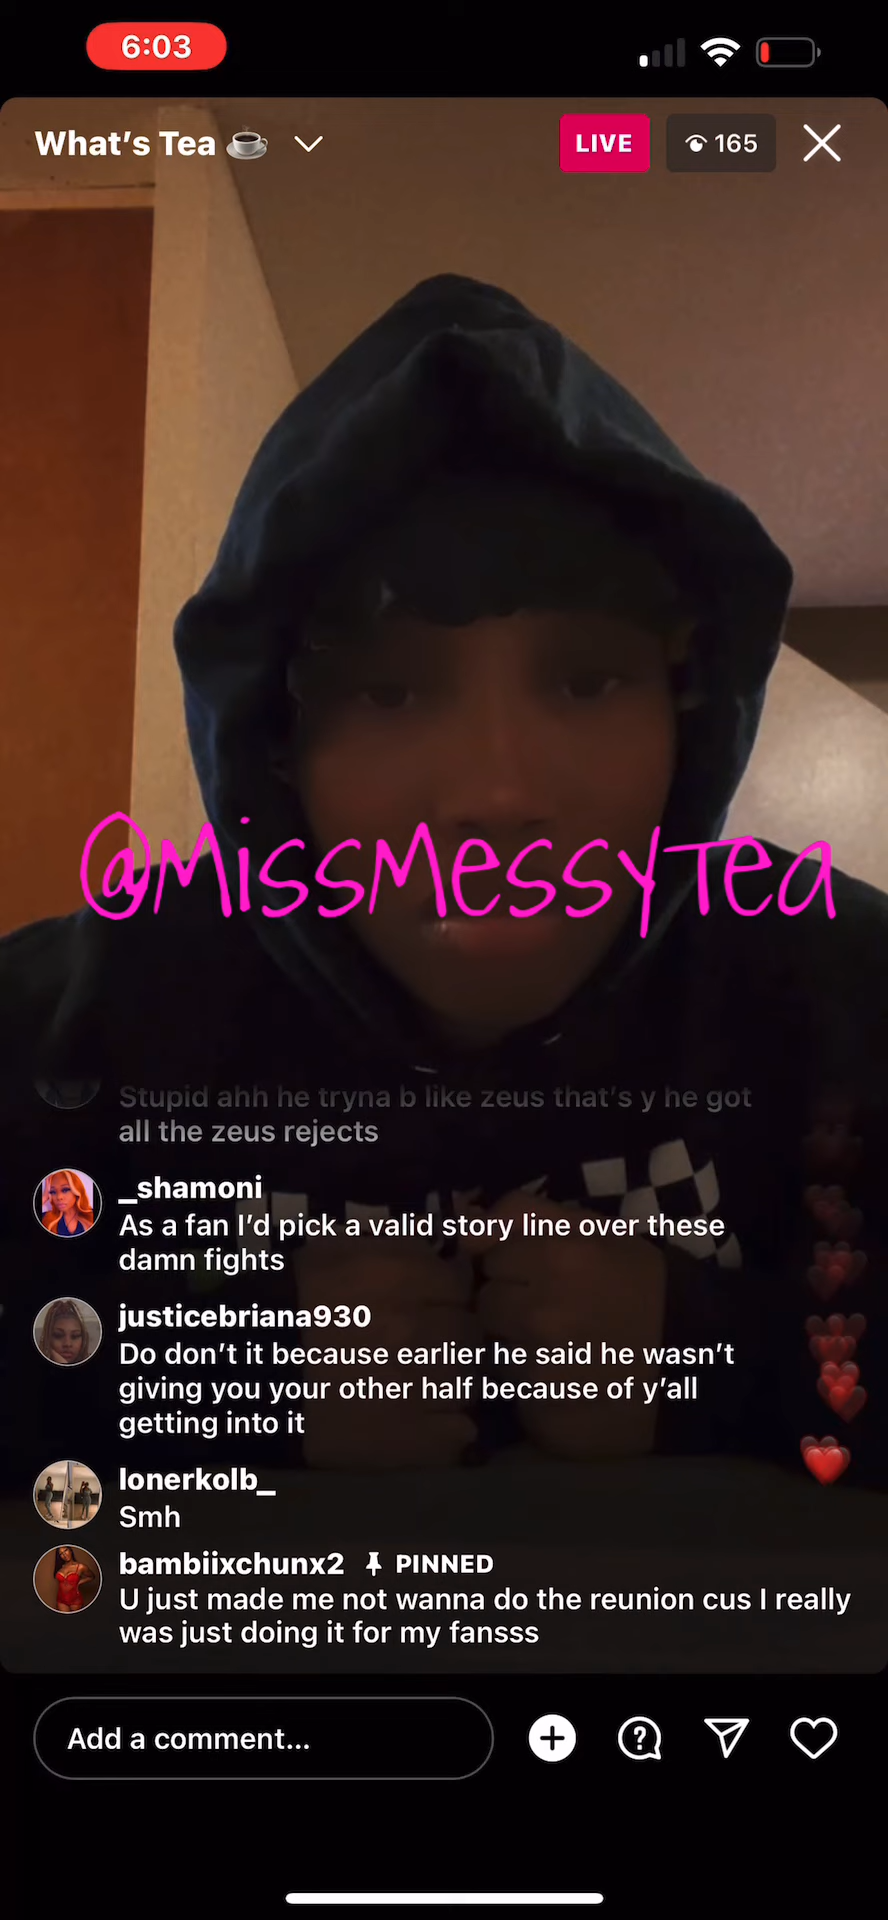 6:03
What’s Tea ☕
LIVE
165
@MissMessyTea
Stupid ahh he tryna b like zeus that’s y he got
all the zeus rejects
_shamoni
As a fan I’d pick a valid story line over these
damn fights
justicebriana930
Do don’t it because earlier he said he wasn’t
giving you your other half because of y’all
getting into it
lonerkolb_
Smh
bambiixchunx2 PINNED
U just made me not wanna do the reunion cus I really
was just doing it for my fansss
Add a comment...